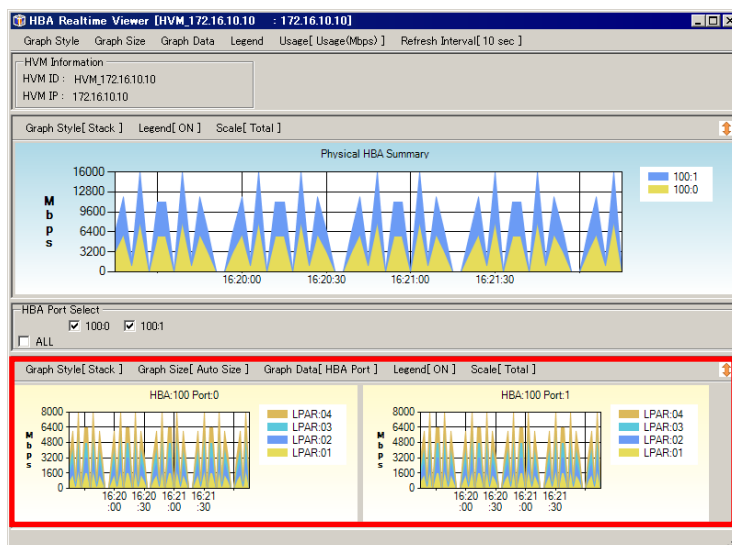 HBA Realtime Viewer [HVM_172.16.10.10 : 172.16.10.10]
Graph Style Graph Size Graph Data Legend Usage[ Usage(Mbps) ] Refresh Interval[ 10 sec ]
HVM Information
HVM ID : HVM_172.16.10.10
HVM IP : 172.16.10.10
Graph Style[ Stack ] Legend[ ON ] Scale[ Total ]
Physical HBA Summary
Mbps
16000
12800
9600
6400
3200
0
16:20:00 16:20:30 16:21:00 16:21:30
100:1
100:0
HBA Port Select
100:0 100:1
ALL
Graph Style[ Stack ] Graph Size[ Auto Size ] Graph Data[ HBA Port ] Legend[ ON ] Scale[ Total ]
HBA:100 Port:0
Mbps
8000
6400
4800
3200
1600
0
16:20:00 16:20:30 16:21:00 16:21:30
LPAR:04
LPAR:03
LPAR:02
LPAR:01
HBA:100 Port:1
Mbps
8000
6400
4800
3200
1600
0
16:20:00 16:20:30 16:21:00 16:21:30
LPAR:04
LPAR:03
LPAR:02
LPAR:01